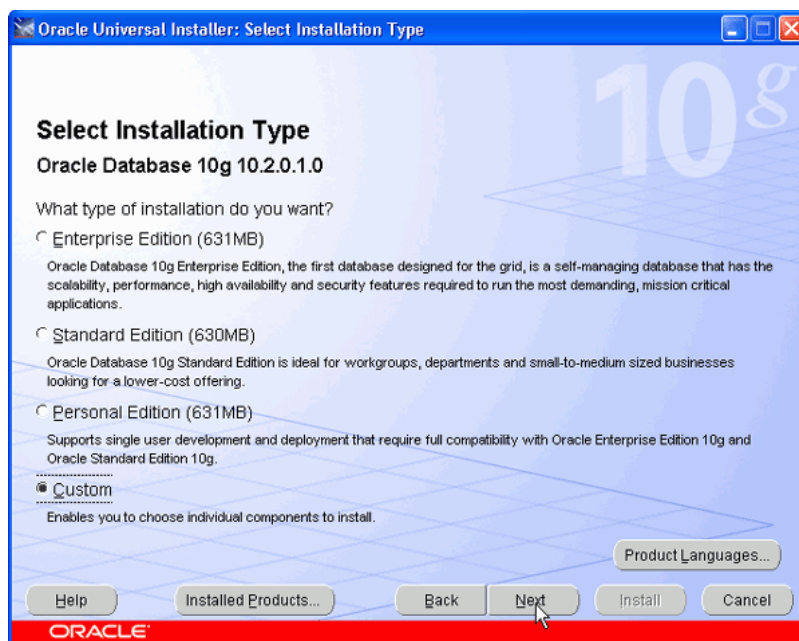 Oracle Universal Installer: Select Installation Type
10g
Select Installation Type
Oracle Database 10g 10.2.0.1.0
What type of installation do you want?
Enterprise Edition (631MB)
Oracle Database 10g Enterprise Edition, the first database designed for the grid, is a self-managing database that has the
scalability, performance, high availability and security features required to run the most demanding, mission critical
applications.
Standard Edition (630MB)
Oracle Database 10g Standard Edition is ideal for workgroups, departments and small-to-medium sized businesses
looking for a lower-cost offering.
Personal Edition (631MB)
Supports single user development and deployment that require full compatibility with Oracle Enterprise Edition 10g and
Oracle Standard Edition 10g.
Custom
Enables you to choose individual components to install.
Product Languages...
Help Installed Products... Back Next Install Cancel
ORACLE